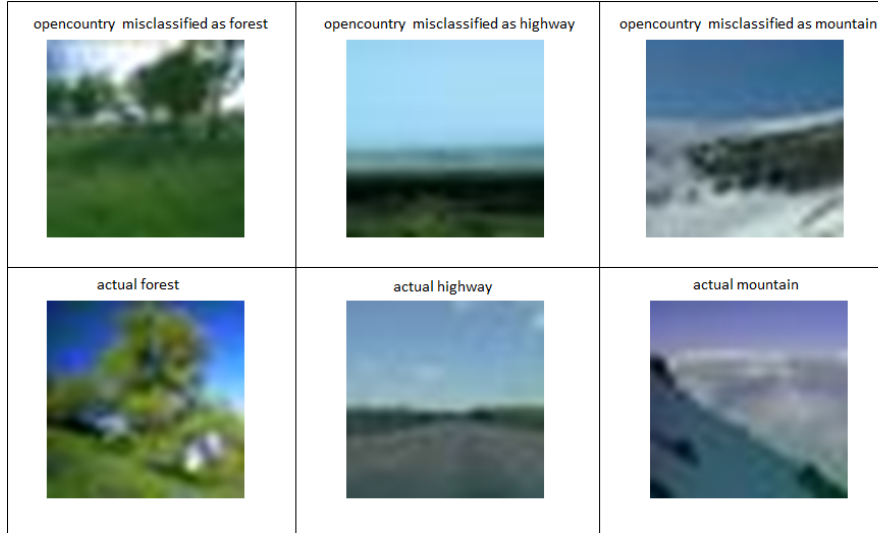 opencountry misclassified as forest
opencountry misclassified as highway
opencountry misclassified as mountain
actual forest
actual highway
actual mountain